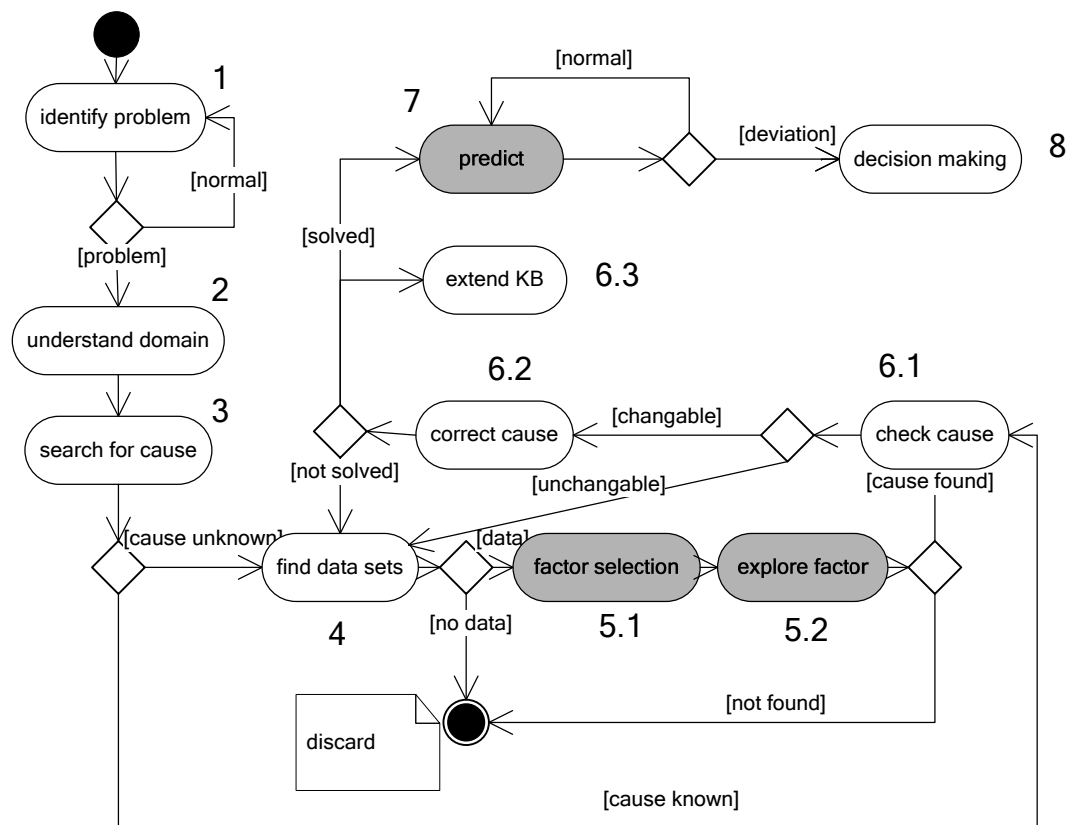 1
identify problem
[normal]
[problem]
2
understand domain
3
search for cause
[cause unknown]
[normal]
7
predict
[deviation]
decision making
8
[solved]
extend KB
6.3
6.2
correct cause
[changable]
6.1
check cause
[not solved]
[unchangable]
[cause found]
find data sets
4
[data]
factor selection
5.1
explore factor
5.2
[no data]
[not found]
discard
[cause known]